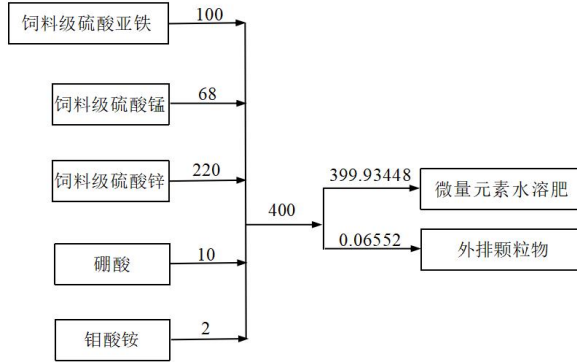 饲料级硫酸亚铁
100
饲料级硫酸锰
68
饲料级硫酸锌
220
硼酸
10
钼酸铵
2
400
399.93448
微量元素水溶肥
0.06552
外排颗粒物